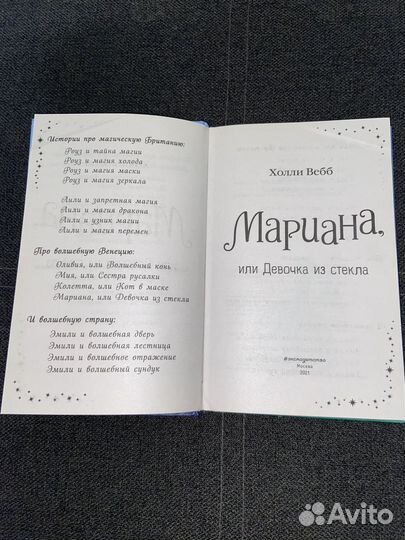 Истории про магическую Британию:
Роуз и тайна магии
Роуз и магия холода
Роуз и магия маски
Роуз и магия зеркала
Лили и запретная магия
Лили и магия дракона
Лили и узник магии
Лили и магия перемен
Про волшебную Венецию:
Оливия, или Волшебный конь
Мия, или Сестра русалки
Колетта, или Кот в маске
Мариана, или Девочка из стекла
И волшебную страну:
Эмили и волшебная дверь
Эмили и волшебная лестница
Эмили и волшебное отражение
Эмили и волшебный сундук
Холли Вебб
Мариана,
или Девочка из стекла
#эксмодетство
Москва
2021
Avito